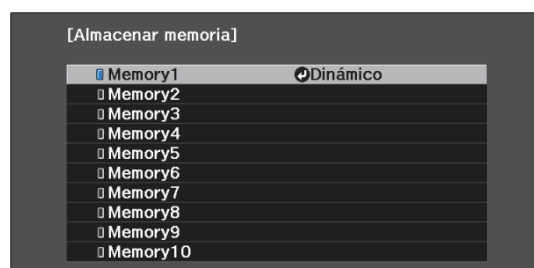 [Almacenar memoria]
Memory1 Dinámico
Memory2
Memory3
Memory4
Memory5
Memory6
Memory7
Memory8
Memory9
Memory10